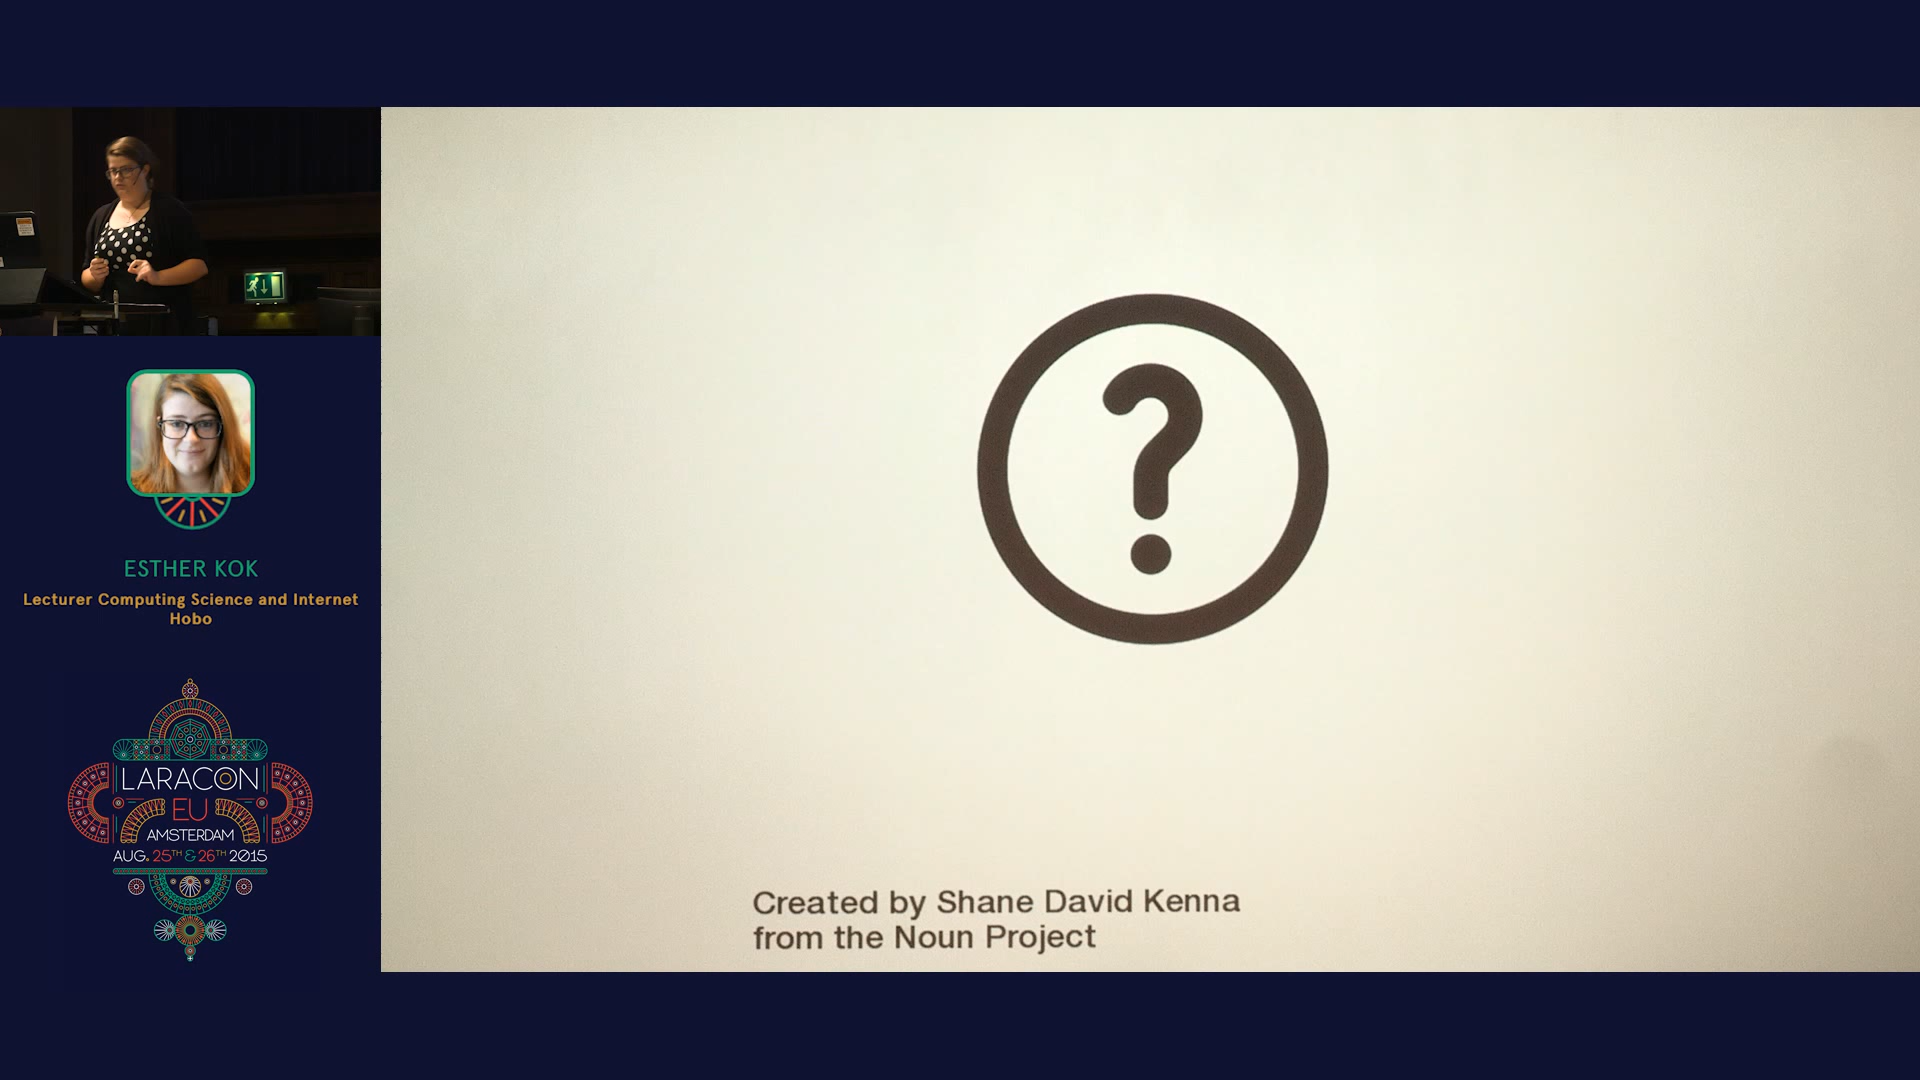 ESTHER KOK
Lecturer Computing Science and Internet
Hobo
LARACON
EU
AMSTERDAM
AUG. 25TH & 26TH 2015
?
Created by Shane David Kenna
from the Noun Project